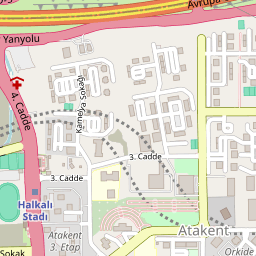 Avrupa
Yanyolu
4. Cadde
Kamelya Sokağı
3. Cadde
3. Cadde
Halkalı
Stadı
Atakent
3. Etap
Atakent
Sokak
Orkide